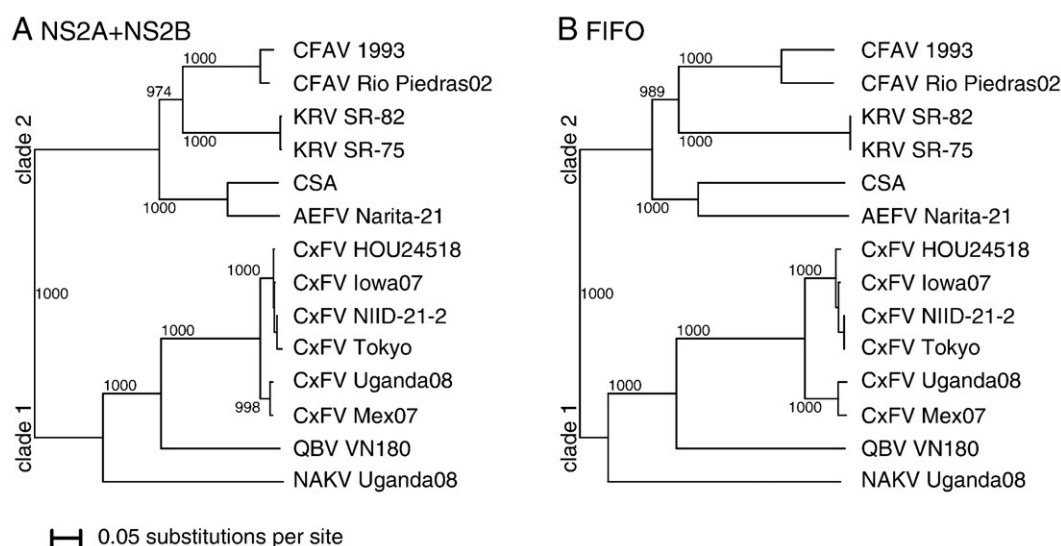 A NS2A+NS2B
1000
CFAV 1993
CFAV Rio Piedras02
974
KRV SR-82
1000
KRV SR-75
clade 2
CSA
1000
AEFV Narita-21
CxFV HOU24518
1000
CxFV Iowa07
1000
CxFV NIID-21-2
1000
CxFV Tokyo
1000
CxFV Uganda08
998
CxFV Mex07
clade 1
QBV VN180
NAKV Uganda08
0.05 substitutions per site
B FIFO
1000
CFAV 1993
CFAV Rio Piedras02
989
KRV SR-82
1000
KRV SR-75
clade 2
CSA
1000
AEFV Narita-21
CxFV HOU24518
1000
CxFV Iowa07
1000
CxFV NIID-21-2
1000
CxFV Tokyo
1000
CxFV Uganda08
1000
CxFV Mex07
clade 1
QBV VN180
NAKV Uganda08